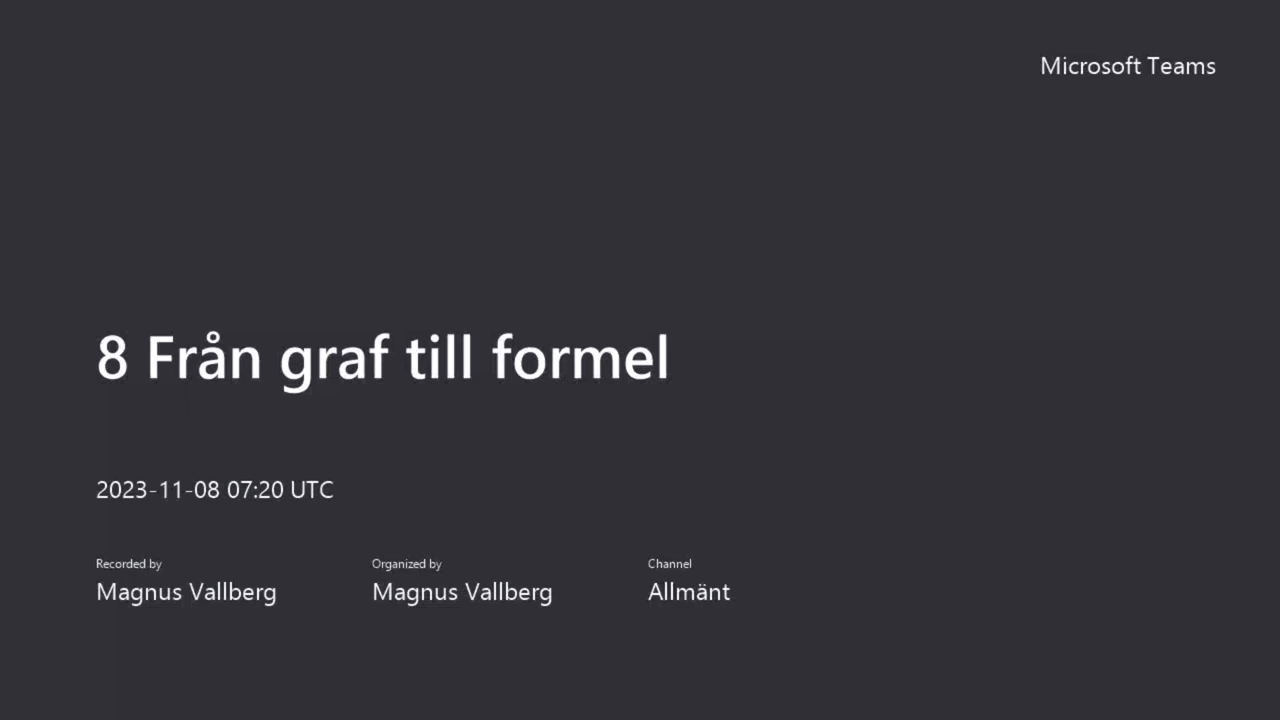 Microsoft Teams
8 Från graf till formel
2023-11-08 07:20 UTC
Recorded by
Magnus Vallberg
Organized by
Magnus Vallberg
Channel
Allmänt